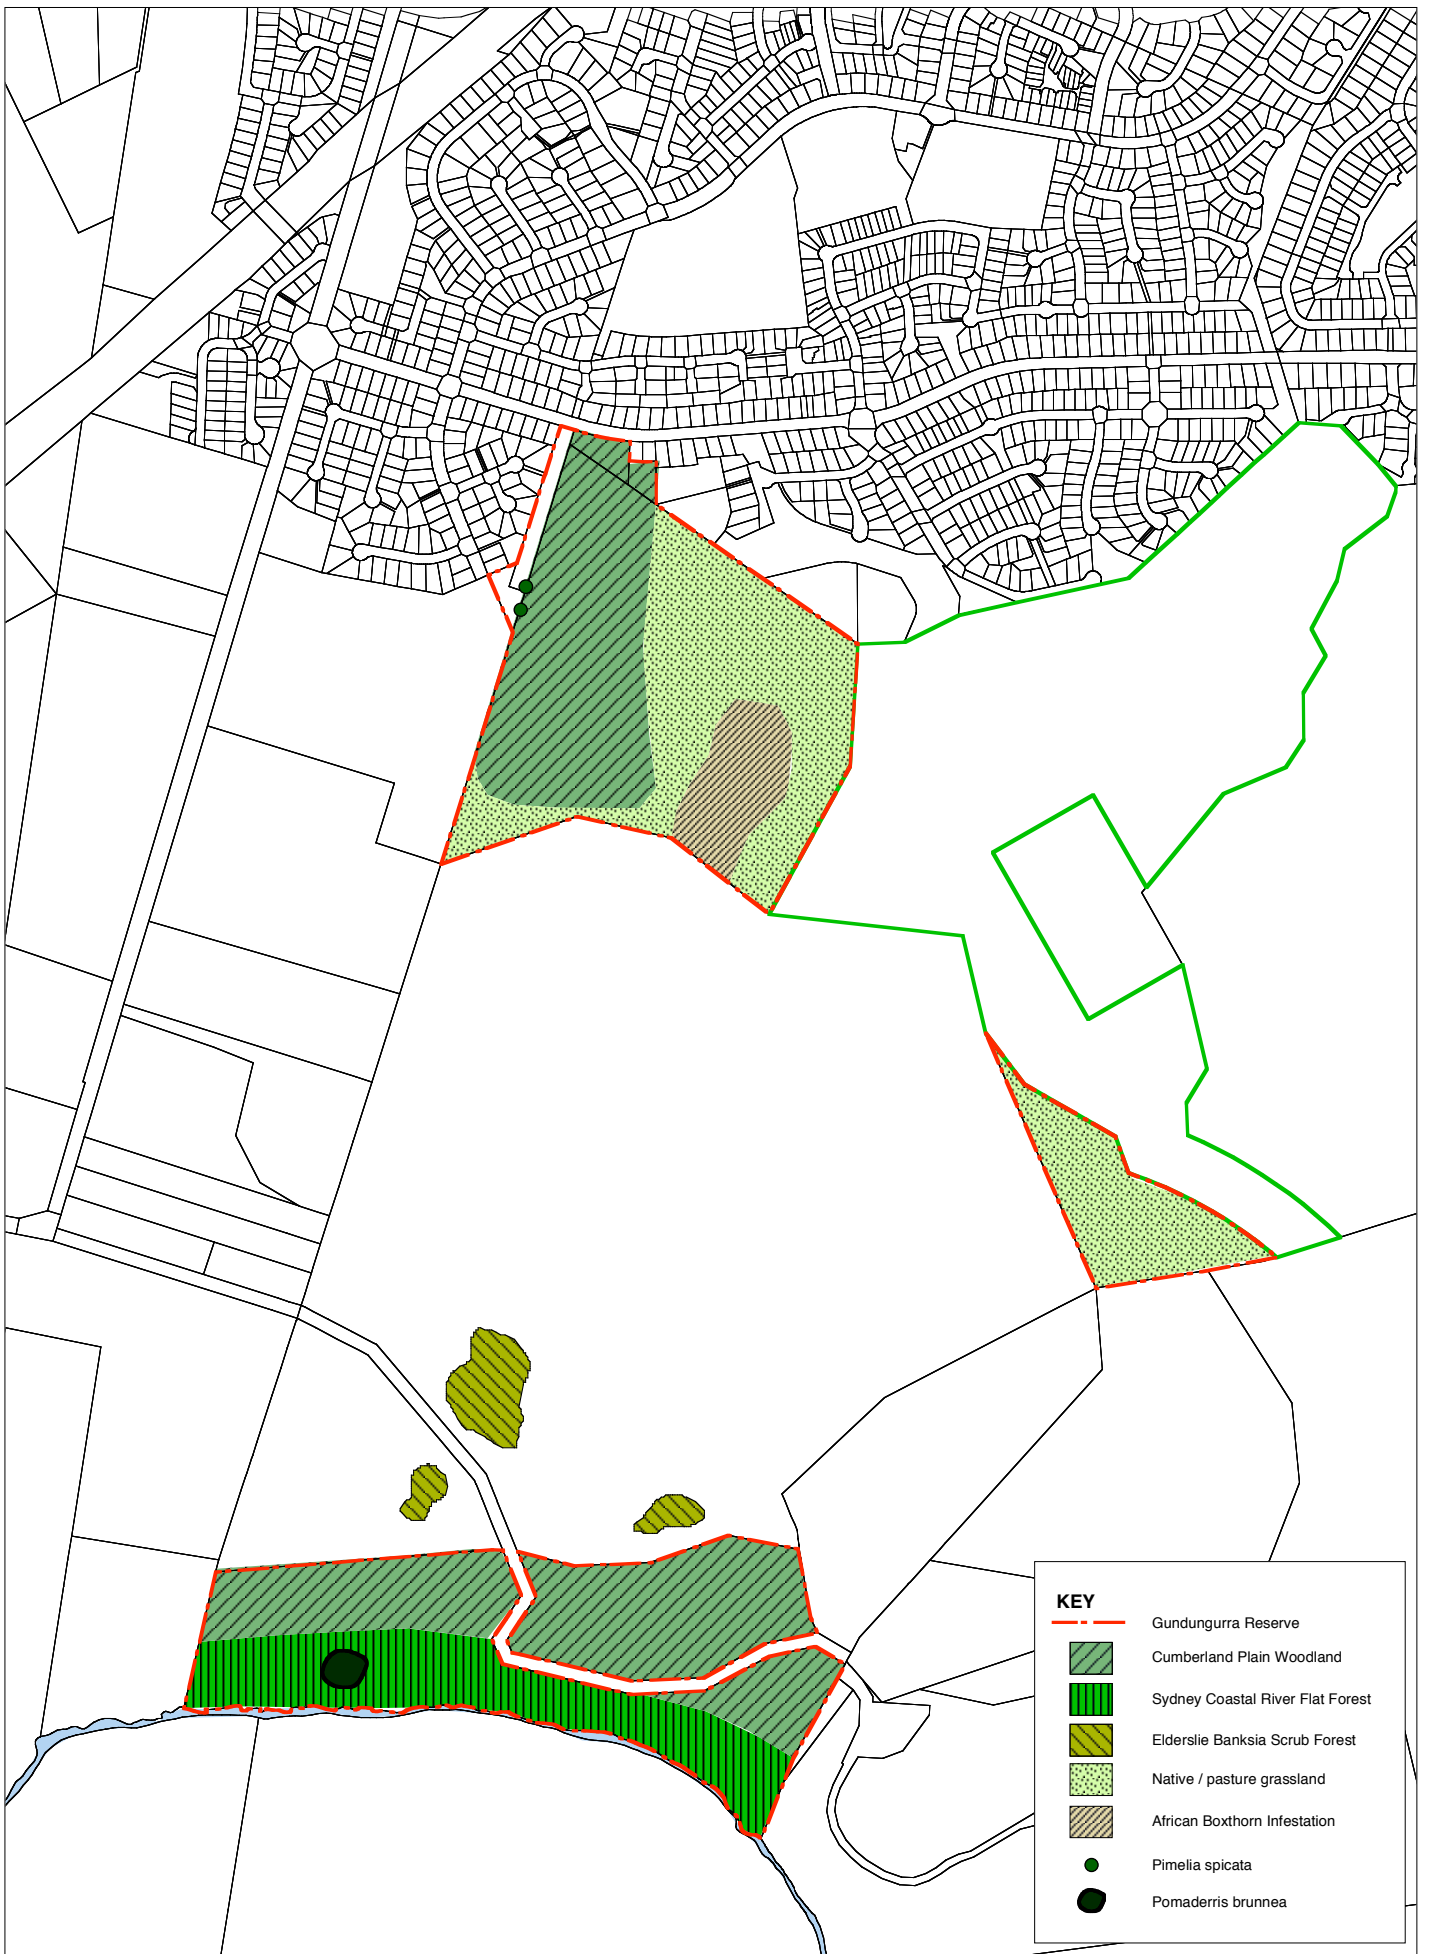 KEY
Gundungurra Reserve
Cumberland Plain Woodland
Sydney Coastal River Flat Forest
Elderslie Banksia Scrub Forest
Native / pasture grassland
African Boxthorn Infestation
Pimelia spicata
Pomaderris brunnea